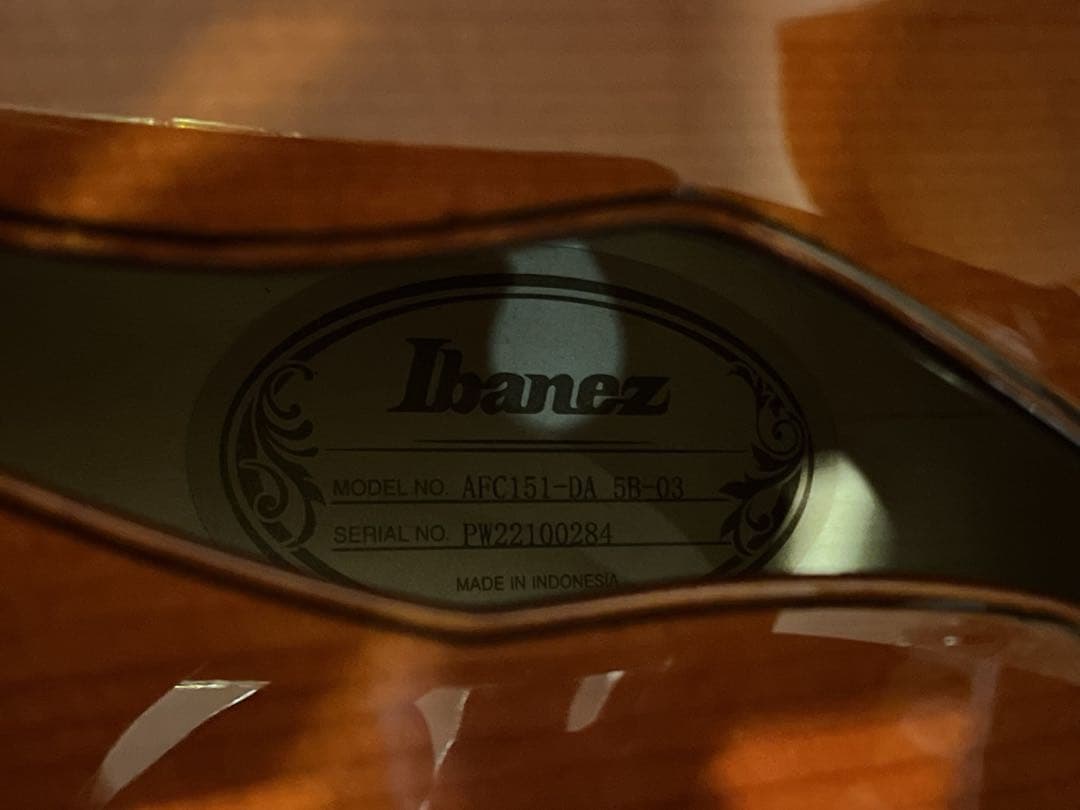 Ibanez
MODEL NO. AFC151-DA 5B-03
SERIAL NO. PW22100284
MADE IN INDONESIA